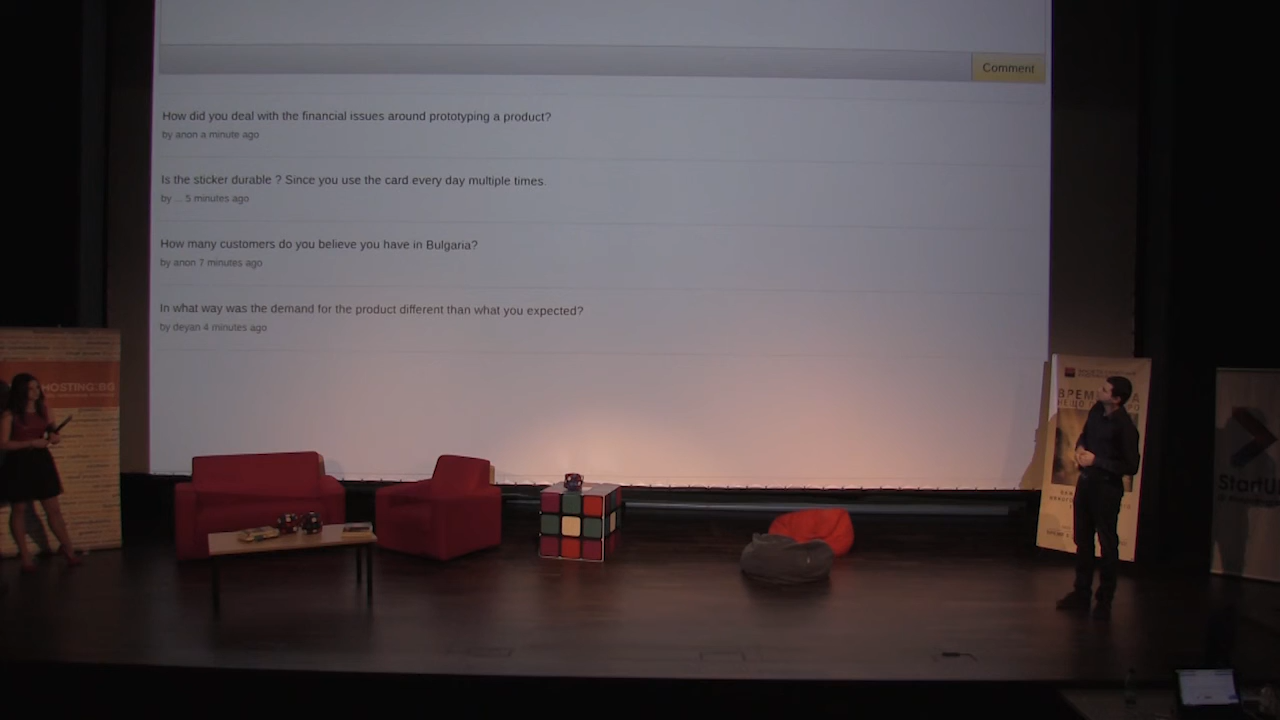 Comment
How did you deal with the financial issues around prototyping a product?
by anon a minute ago
Is the sticker durable ? Since you use the card every day multiple times.
by ... 5 minutes ago
How many customers do you believe you have in Bulgaria?
by anon 7 minutes ago
In what way was the demand for the product different than what you expected?
by deyan 4 minutes ago
HOSTING.BG
StartU